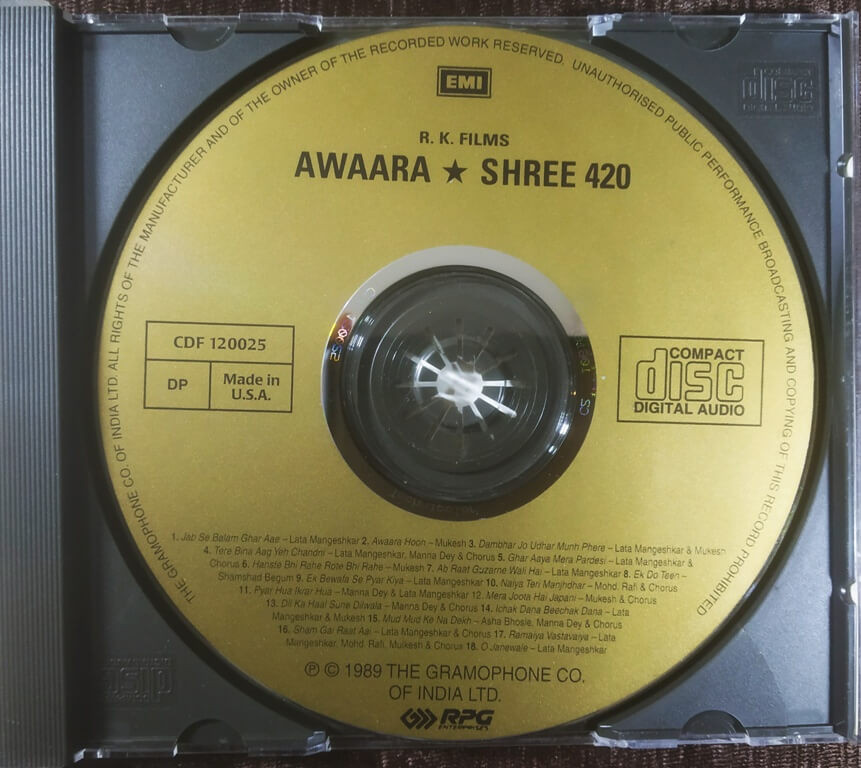 EMI
THE GRAMOPHONE CO. OF INDIA LTD. ALL RIGHTS OF THE MANUFACTURER AND OF THE OWNER OF THE RECORDED WORK RESERVED. UNAUTHORISED PUBLIC PERFORMANCE BROADCASTING AND COPYING OF THIS RECORD PROHIBITED
R. K. FILMS
AWAARA ★ SHREE 420
CDF 120025
DP
Made in
U.S.A.
COMPACT
disc
DIGITAL AUDIO
1. Jab Se Balam Ghar Aae – Lata Mangeshkar 2. Awaara Hoon – Mukesh 3. Dambhar Jo Udhar Munh Phere – Lata Mangeshkar & Mukesh
4. Tere Bina Aag Yeh Chandni – Lata Mangeshkar, Manna Dey & Chorus 5. Ghar Aaya Mera Pardesi – Lata Mangeshkar &
Chorus 6. Hanste Bhi Rahe Rote Bhi Rahe – Mukesh 7. Ab Raat Guzarne Wali Hai – Lata Mangeshkar 8. Ek Do Teen –
Shamshad Begum 9. Ek Bewafa Se Pyar Kiya – Lata Mangeshkar 10. Naiya Teri Manjhdhar – Mohd. Rafi & Chorus
11. Pyar Hua Ikrar Hua – Manna Dey & Lata Mangeshkar 12. Mera Joota Hai Japani – Mukesh & Chorus
13. Dil Ka Haal Sune Dilwala – Manna Dey & Chorus 14. Ichak Dana Beechak Dana – Lata
Mangeshkar & Mukesh 15. Mud Mud Ke Na Dekh – Asha Bhosle, Manna Dey & Chorus
16. Sham Gai Raat Aai – Lata Mangeshkar & Chorus 17. Ramaiya Vastavaiya – Lata
Mangeshkar, Mohd. Rafi, Mukesh & Chorus 18. O Janewale – Lata Mangeshkar
℗ © 1989 THE GRAMOPHONE CO.
OF INDIA LTD.
RPG
ENTERPRISES